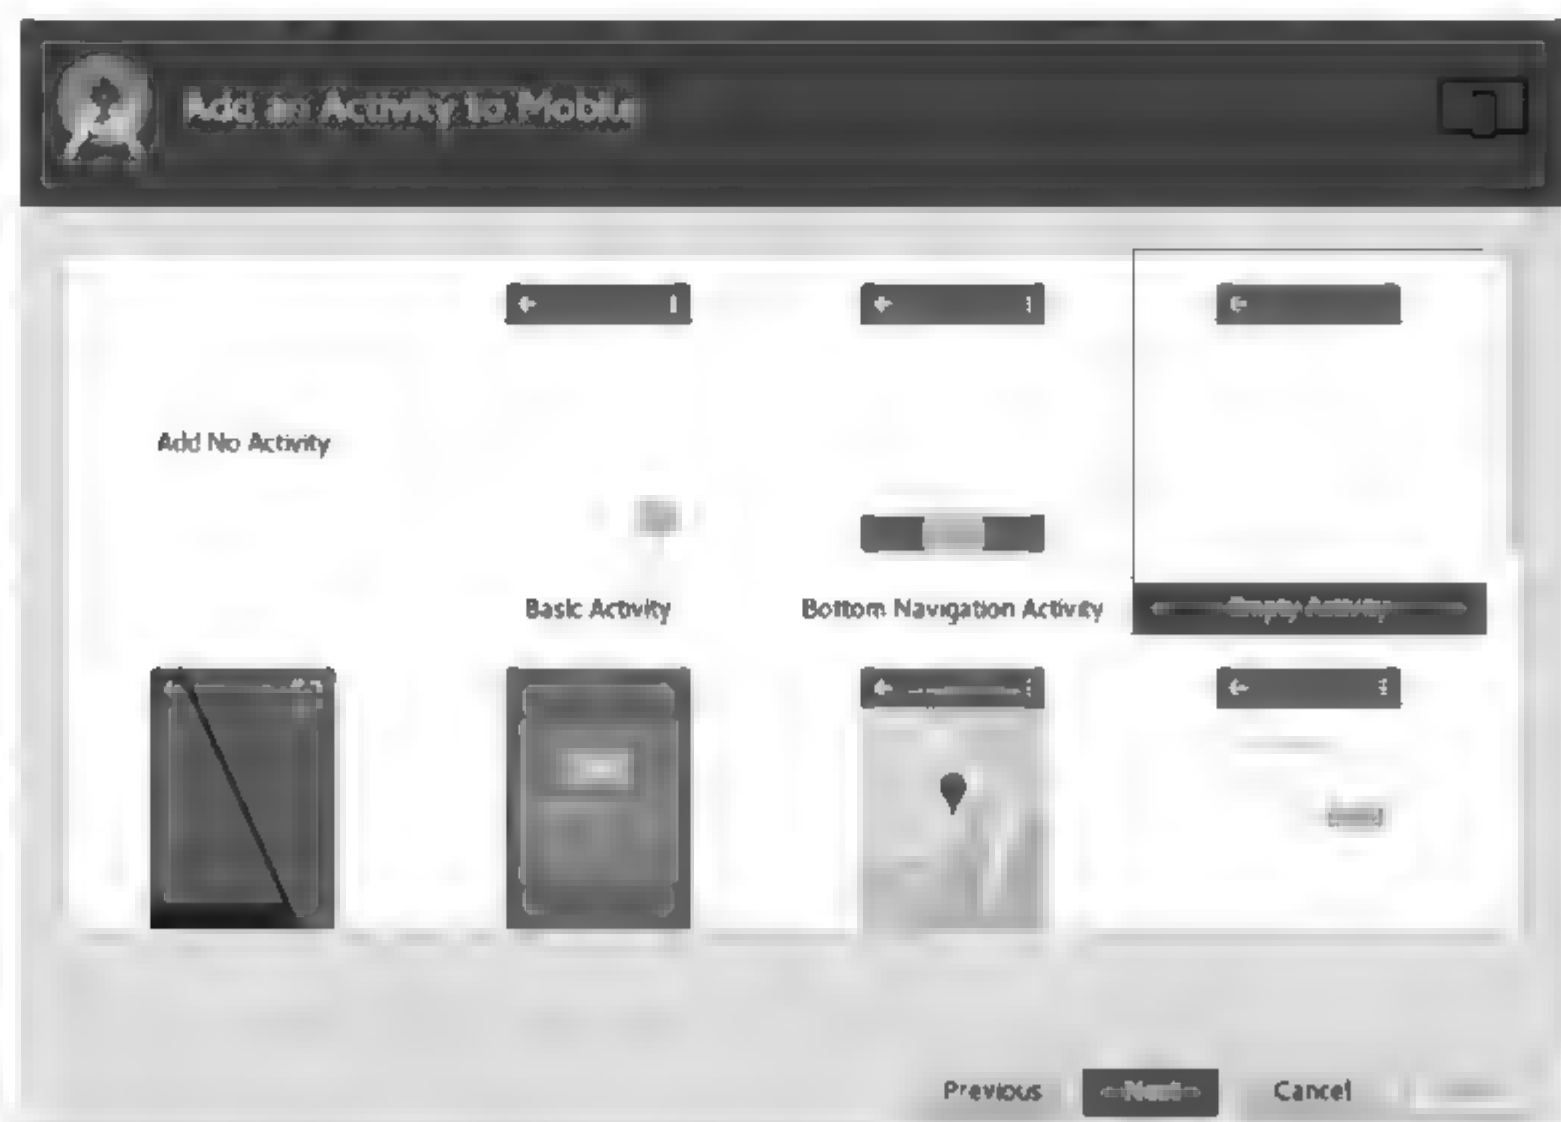 Add an Activity to Mobile
Add No Activity
Basic Activity
Bottom Navigation Activity
Empty Activity
Previous
Next
Cancel